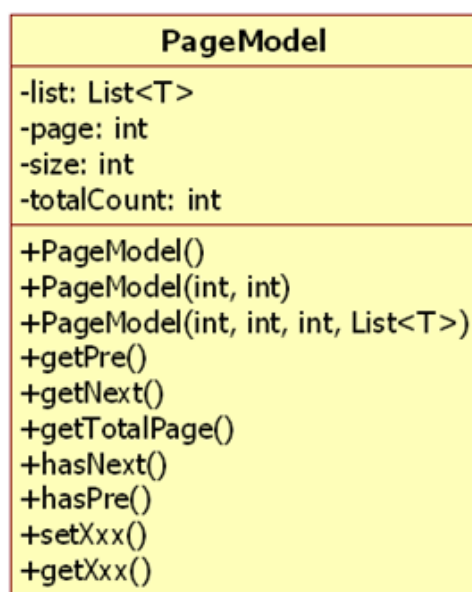 PageModel
-list: List<T>
-page: int
-size: int
-totalCount: int
+PageModel()
+PageModel(int, int)
+PageModel(int, int, int, List<T>)
+getPre()
+getNext()
+getTotalPage()
+hasNext()
+hasPre()
+setXxx()
+getXxx()